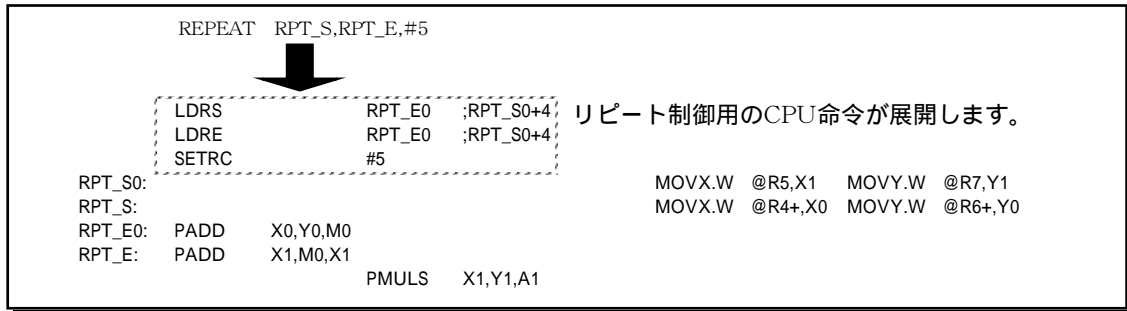 REPEAT RPT_S,RPT_E,#5
LDRS RPT_E0 ;RPT_S0+4 リピート制御用のCPU命令が展開します。
LDRE RPT_E0 ;RPT_S0+4
SETRC #5
RPT_S0: MOVX.W @R5,X1 MOVY.W @R7,Y1
RPT_S: MOVX.W @R4+,X0 MOVY.W @R6+,Y0
RPT_E0: PADD X0,Y0,M0
RPT_E: PADD X1,M0,X1
PMULS X1,Y1,A1